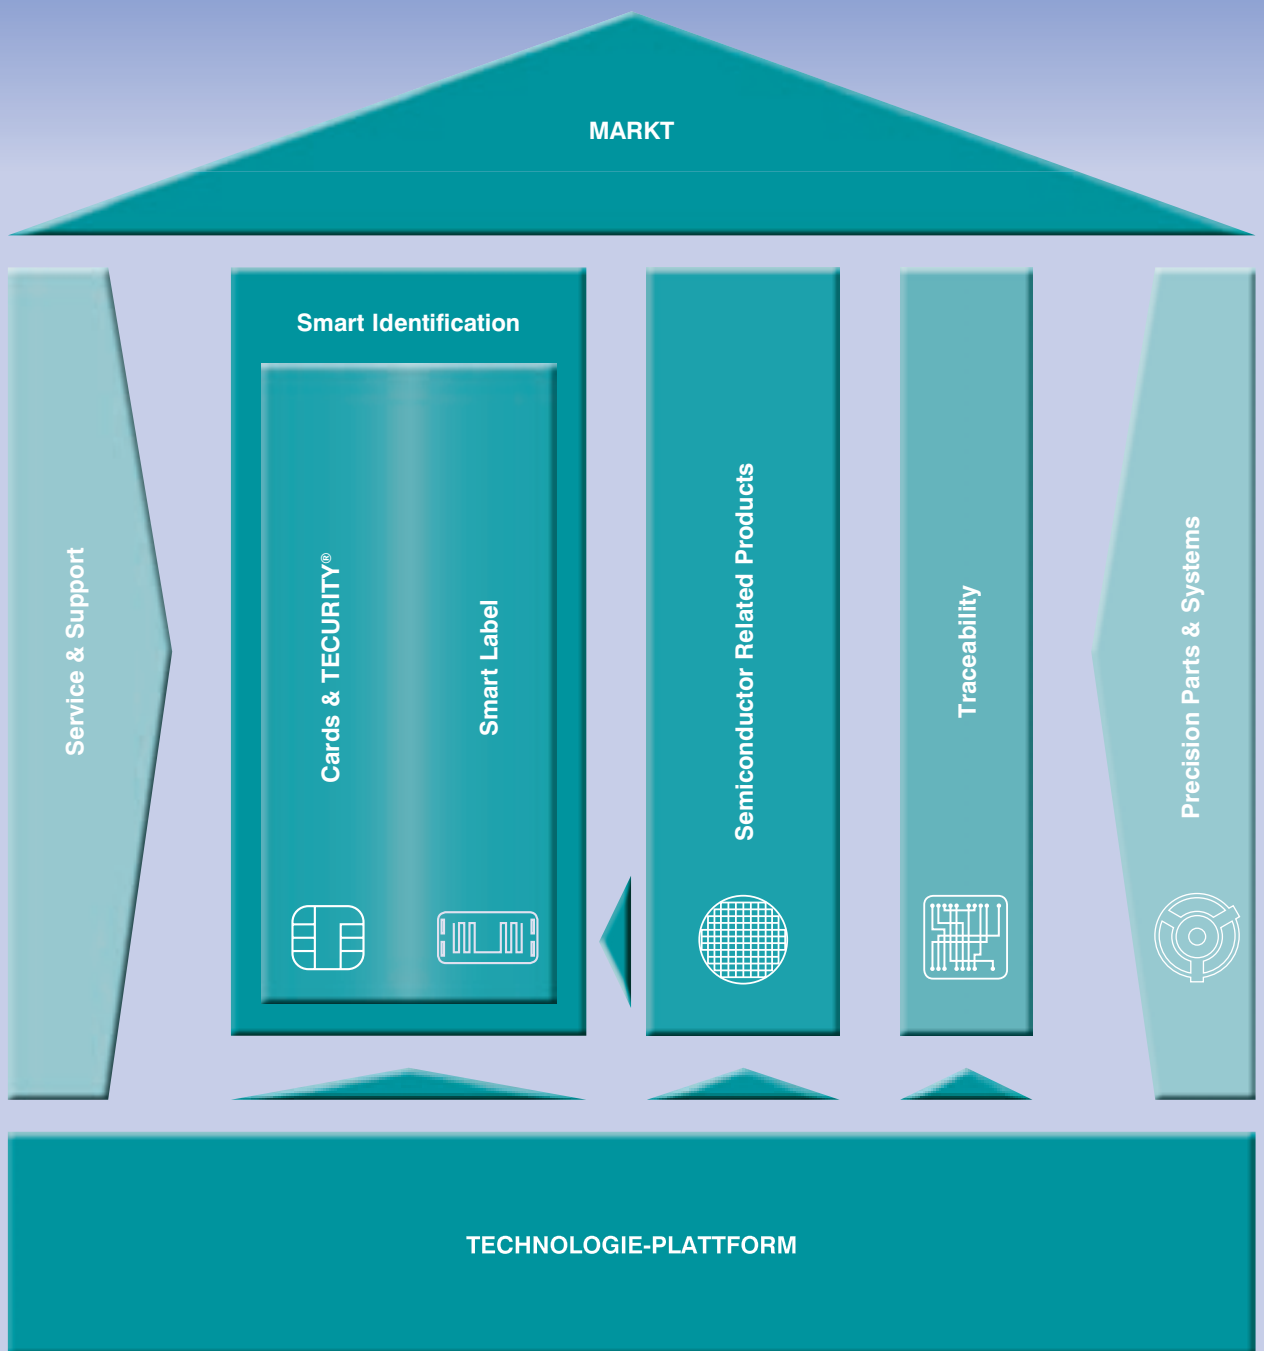 MARKT
Service & Support
Smart Identification
Cards & TECURITY®
Smart Label
Semiconductor Related Products
Traceability
Precision Parts & Systems
TECHNOLOGIE-PLATTFORM